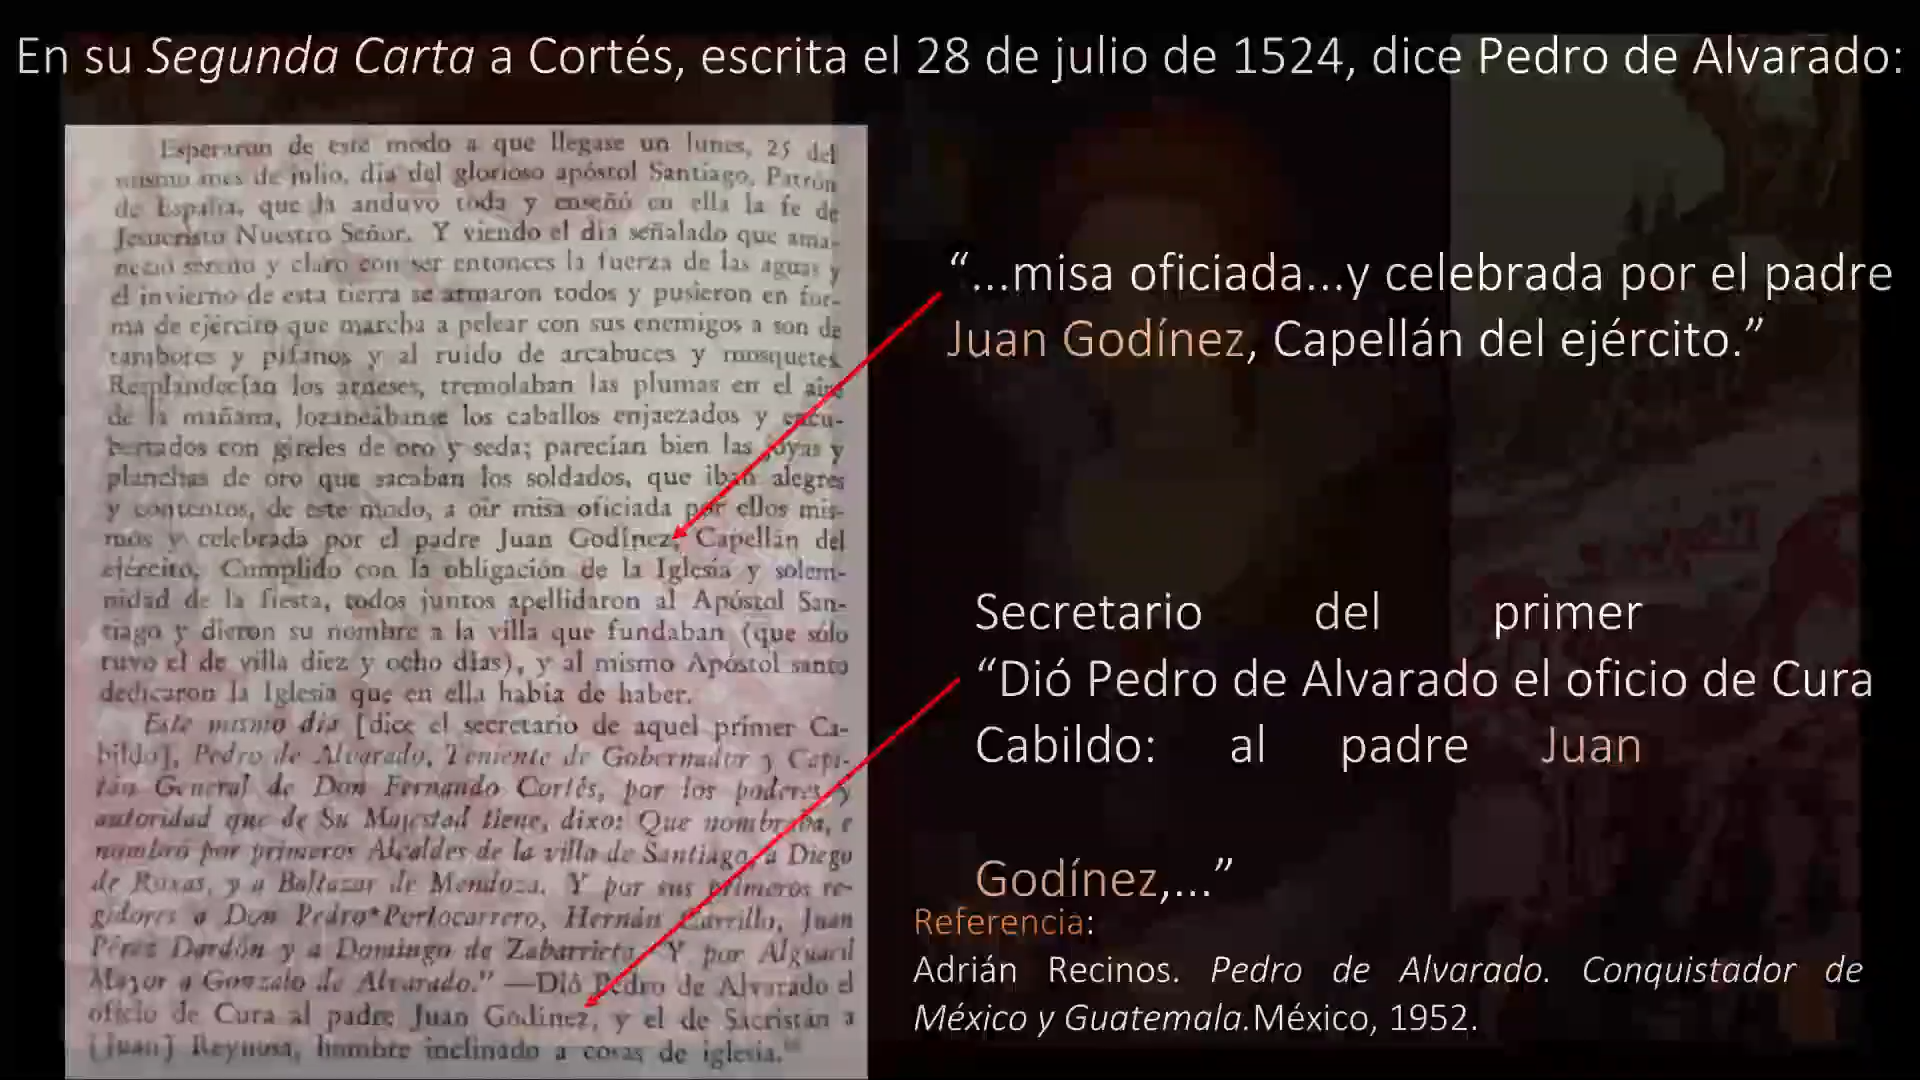 En su Segunda Carta a Cortés, escrita el 28 de julio de 1524, dice Pedro de Alvarado:
Esperaron de este modo a que llegase un lunes, 25 del
mismo mes de julio, día del glorioso apóstol Santiago, Patrón
de España, que la anduvo toda y enseñó en ella la fe de
Jesucristo Nuestro Señor. Y viendo el día señalado que ama-
neció sereno y claro con ser entonces la fuerza de las aguas y
el invierno de esta tierra se armaron todos y pusieron en for-
ma de ejército que marcha a pelear con sus enemigos a son de
tambores y pífanos y al ruido de arcabuces y mosquetes.
Resplandecían los arneses, tremolaban las plumas en el aire
de la mañana, lozaneábanse los caballos enjaezados y encu-
bertados con gireles de oro y seda; parecían bien las joyas y
planchas de oro que sacaban los soldados, que iban alegres
y contentos, de este modo, a oir misa oficiada por ellos mis-
mos y celebrada por el padre Juan Godínez, Capellán del
ejército. Cumplido con la obligación de la Iglesia y solem-
nidad de la fiesta, todos juntos apellidaron al Apóstol San-
tiago y dieron su nombre a la villa que fundaban (que sólo
tuvo el de villa diez y ocho días), y al mismo Apóstol santo
dedicaron la Iglesia que en ella había de haber.
Este mismo día [dice el secretario de aquel primer Ca-
bildo], Pedro de Alvarado, Teniente de Gobernador y Capi-
tán General de Don Fernando Cortés, por los poderes y
autoridad que de Su Majestad tiene, dixo: Que nombraba, e
nombró por primeros Alcaldes de la villa de Santiago, a Diego
de Roxas, y a Baltazar de Mendoza. Y por sus primeros re-
gidores a Don Pedro Portocarrero, Hernán Carrillo, Juan
Pérez Dardón y a Domingo de Zubarrieta. Y por Alguacil
Mayor a Gonzalo de Alvarado." —Dió Pedro de Alvarado el
oficio de Cura al padre Juan Godínez, y el de Sacristán a
[Juan] Reynosa, hombre inclinado a cosas de iglesia."
“...misa oficiada...y celebrada por el padre
Juan Godínez, Capellán del ejército.”
Secretario del primer
“Dió Pedro de Alvarado el oficio de Cura
Cabildo: al padre Juan
Godínez,...”
Referencia:
Adrián Recinos. Pedro de Alvarado. Conquistador de
México y Guatemala.México, 1952.